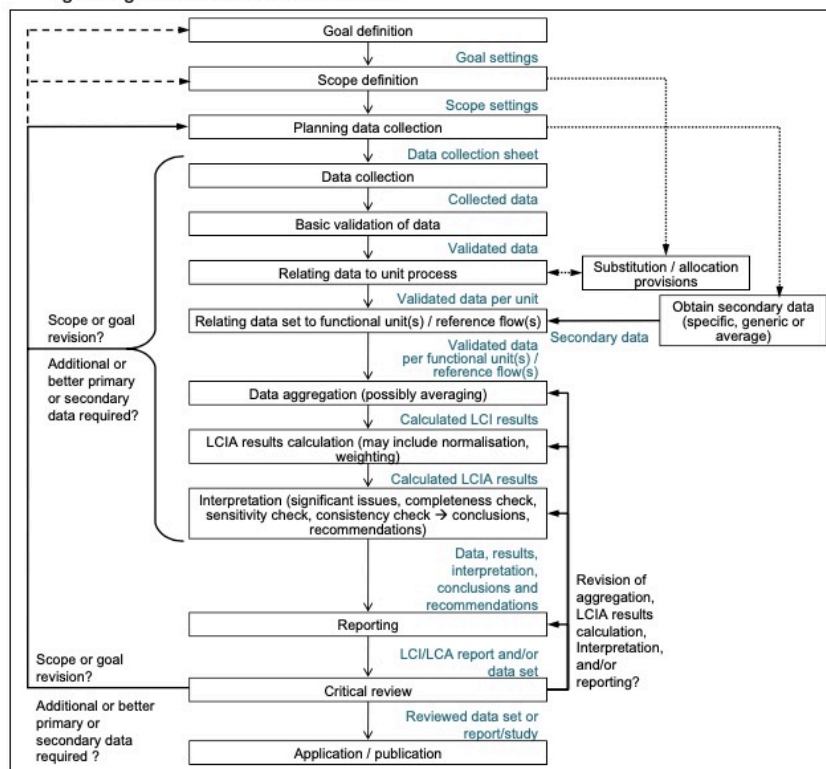 Goal definition
Goal settings
Scope definition
Scope settings
Planning data collection
Data collection sheet
Data collection
Collected data
Basic validation of data
Validated data
Relating data to unit process
Substitution / allocation
provisions
Validated data per unit
Relating data set to functional unit(s) / reference flow(s)
Secondary data
Obtain secondary data
(specific, generic or
average)
Validated data
per functional unit(s) /
reference flow(s)
Scope or goal
revision?
Additional or
better primary
or secondary
data required?
Data aggregation (possibly averaging)
Calculated LCI results
LCIA results calculation (may include normalisation,
weighting)
Calculated LCIA results
Interpretation (significant issues, completeness check,
sensitivity check, consistency check → conclusions,
recommendations)
Data, results,
interpretation,
conclusions and
recommendations
Revision of
aggregation,
LCIA results
calculation,
Interpretation,
and/or
reporting?
Reporting
LCI/LCA report and/or
data set
Scope or goal
revision?
Critical review
Additional or better
primary or
secondary data
required ?
Reviewed data set or
report/study
Application / publication